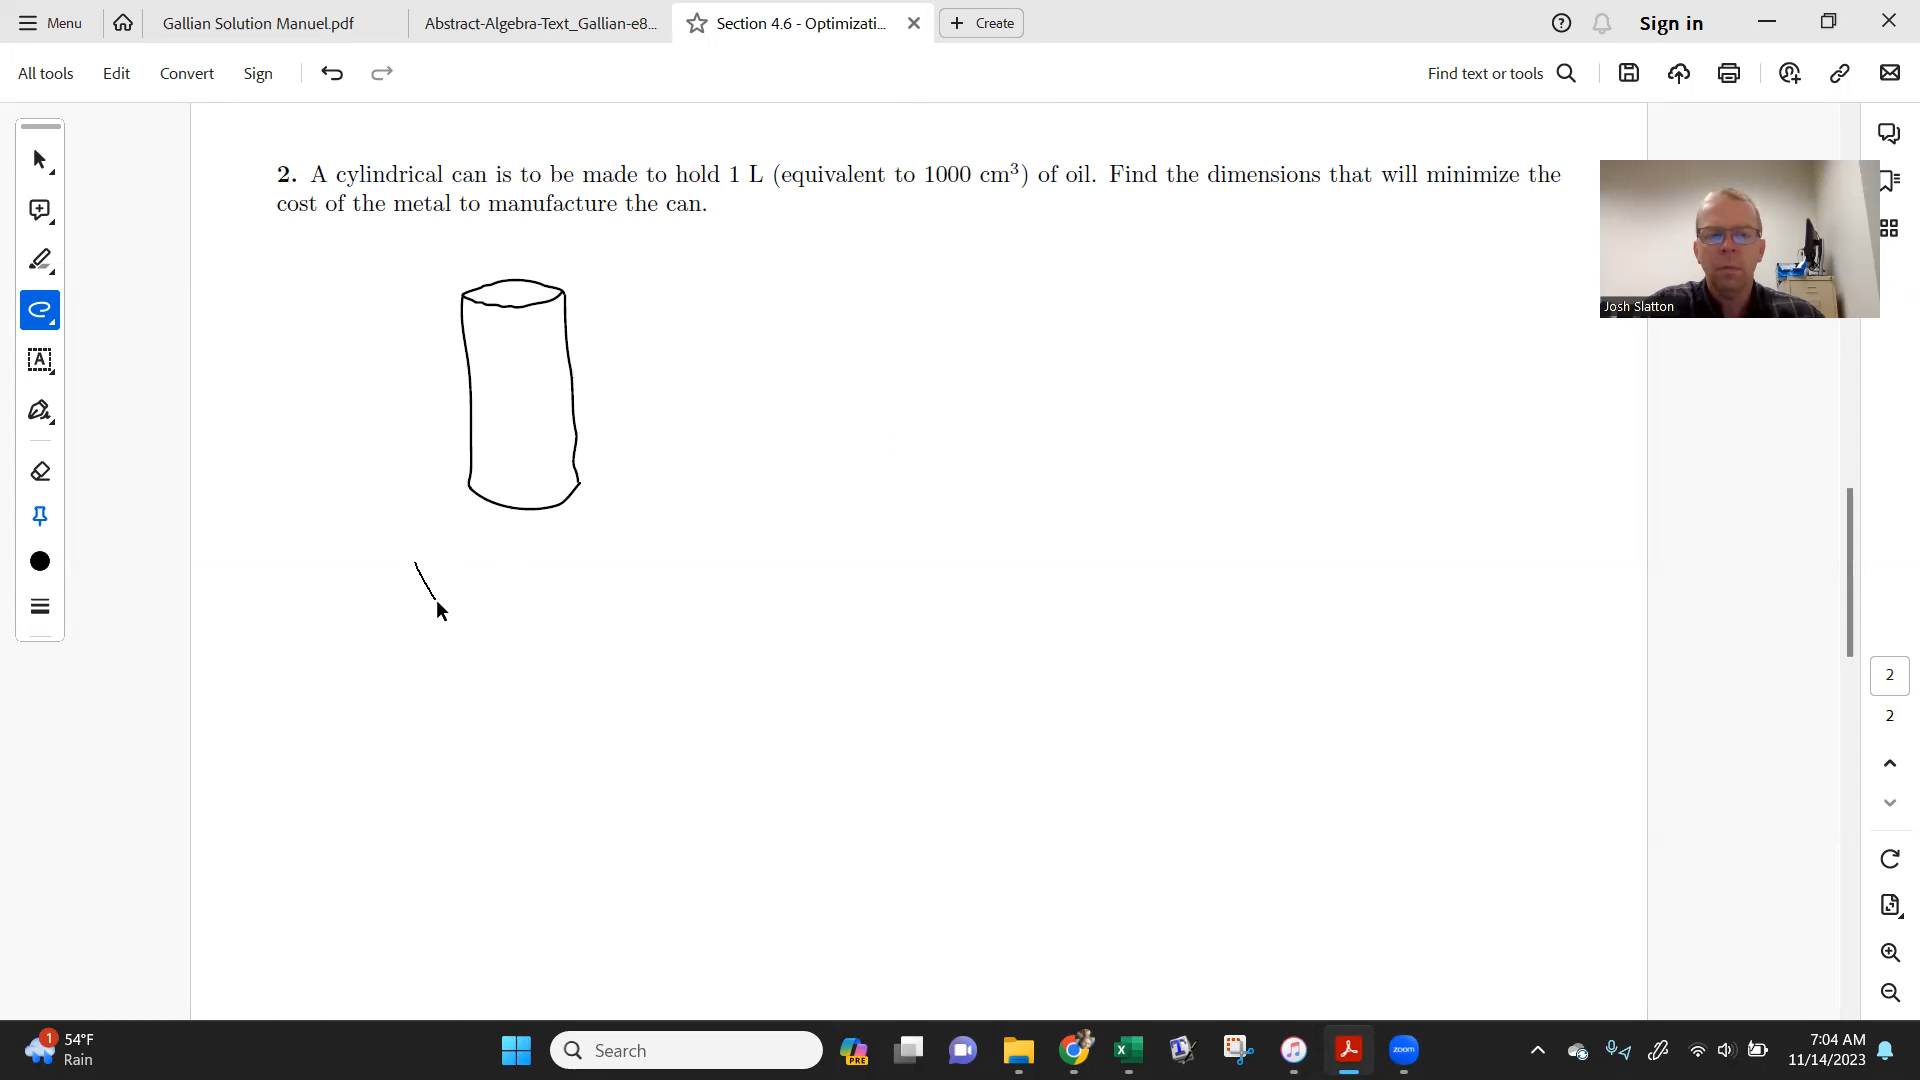 Menu
Gallian Solution Manuel.pdf
Abstract-Algebra-Text_Gallian-e8...
Section 4.6 - Optimizati...
Create
Sign in
All tools
Edit
Convert
Sign
Find text or tools
2. A cylindrical can is to be made to hold 1 L (equivalent to 1000 cm³) of oil. Find the dimensions that will minimize the
cost of the metal to manufacture the can.
Josh Slatton
A
2
2
1
54°F
Rain
Search
PRE
zoom
7:04 AM
11/14/2023